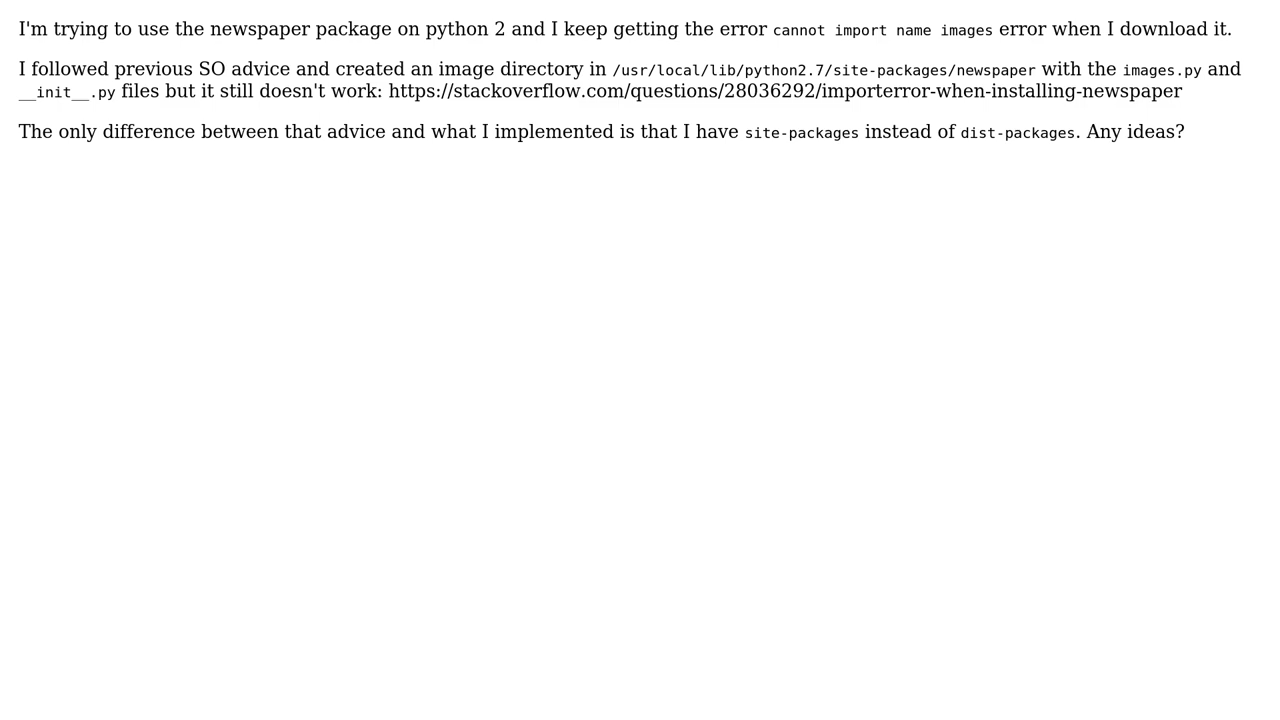 I'm trying to use the newspaper package on python 2 and I keep getting the error cannot import name images error when I download it.
I followed previous SO advice and created an image directory in /usr/local/lib/python2.7/site-packages/newspaper with the images.py and
__init__.py files but it still doesn't work: https://stackoverflow.com/questions/28036292/importerror-when-installing-newspaper
The only difference between that advice and what I implemented is that I have site-packages instead of dist-packages. Any ideas?